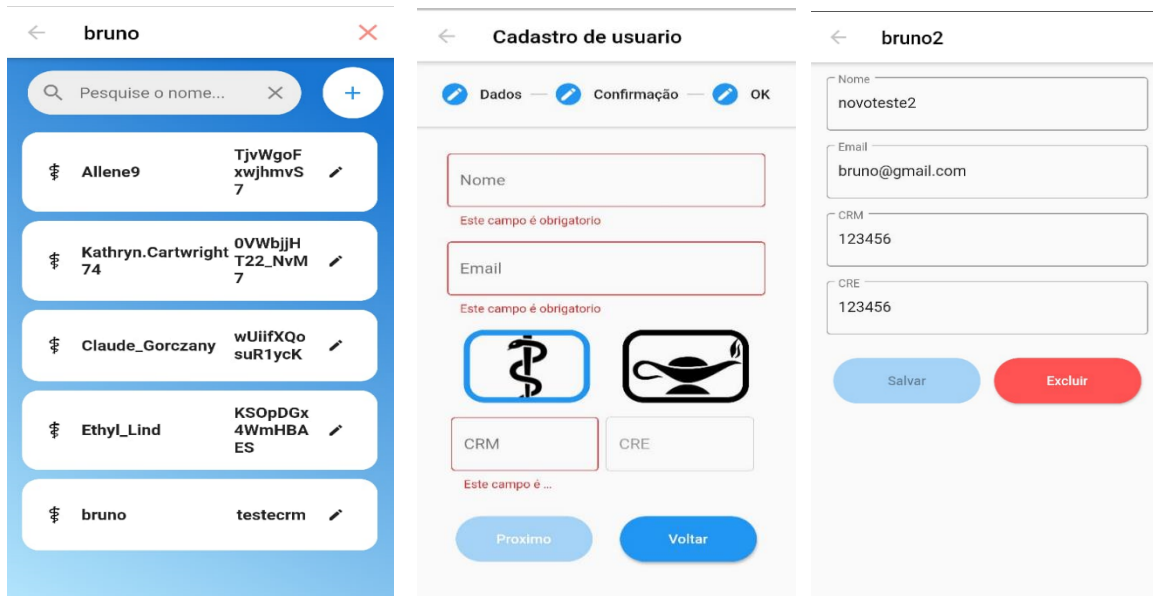 bruno
Pesquise o nome...
Allene9
TjvWgoF
xwjhmvS
7
Kathryn.Cartwright
74
0VWbjjH
T22_NvM
7
Claude_Gorczany
wUiifXQo
suR1ycK
Ethyl_Lind
KSOpDGx
4WmHBA
ES
bruno
testecrm
Cadastro de usuario
Dados
Confirmação
OK
Nome
Este campo é obrigatorio
Email
Este campo é obrigatorio
CRM
CRE
Este campo é ...
Proximo
Voltar
bruno2
Nome
novoteste2
Email
bruno@gmail.com
CRM
123456
CRE
123456
Salvar
Excluir